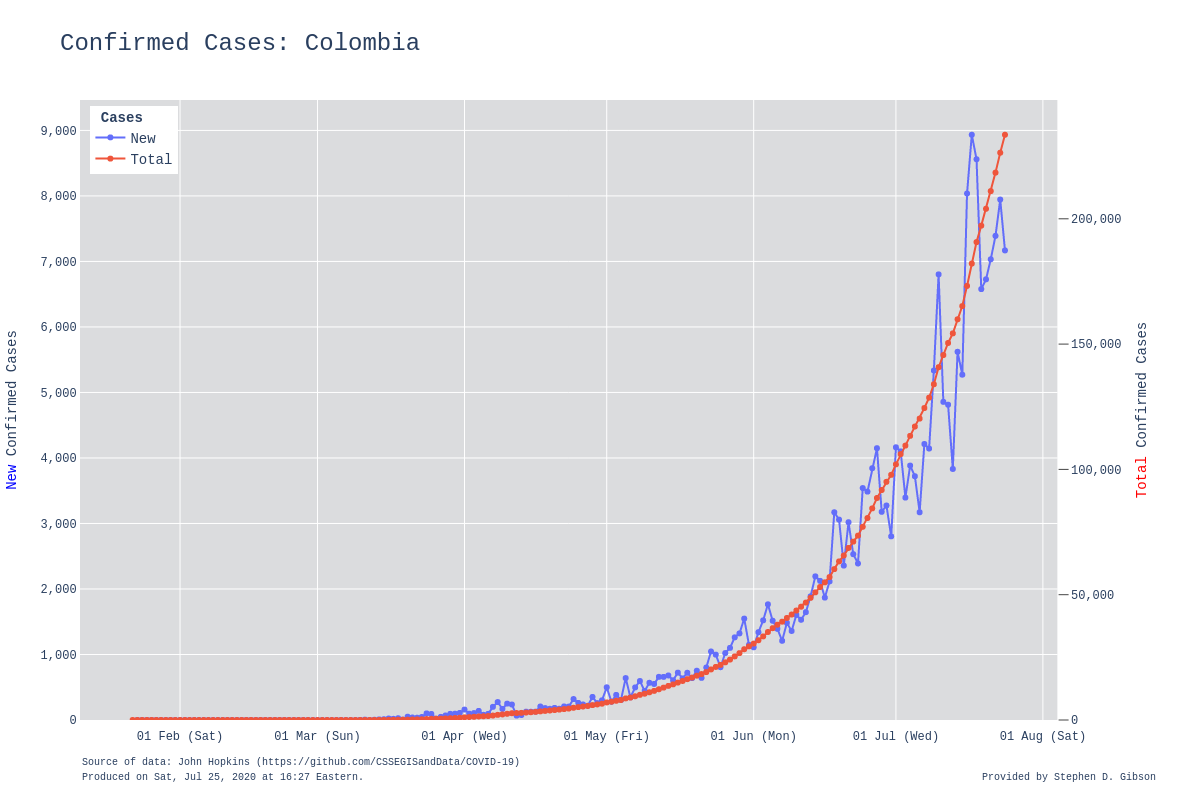 Confirmed Cases: Colombia
Cases
New
Total
9,000
8,000
7,000
6,000
5,000
4,000
3,000
2,000
1,000
0
200,000
150,000
100,000
50,000
0
New Confirmed Cases
Total Confirmed Cases
01 Feb (Sat)
01 Mar (Sun)
01 Apr (Wed)
01 May (Fri)
01 Jun (Mon)
01 Jul (Wed)
01 Aug (Sat)
Source of data: John Hopkins (https://github.com/CSSEGISandData/COVID-19)
Produced on Sat, Jul 25, 2020 at 16:27 Eastern.
Provided by Stephen D. Gibson